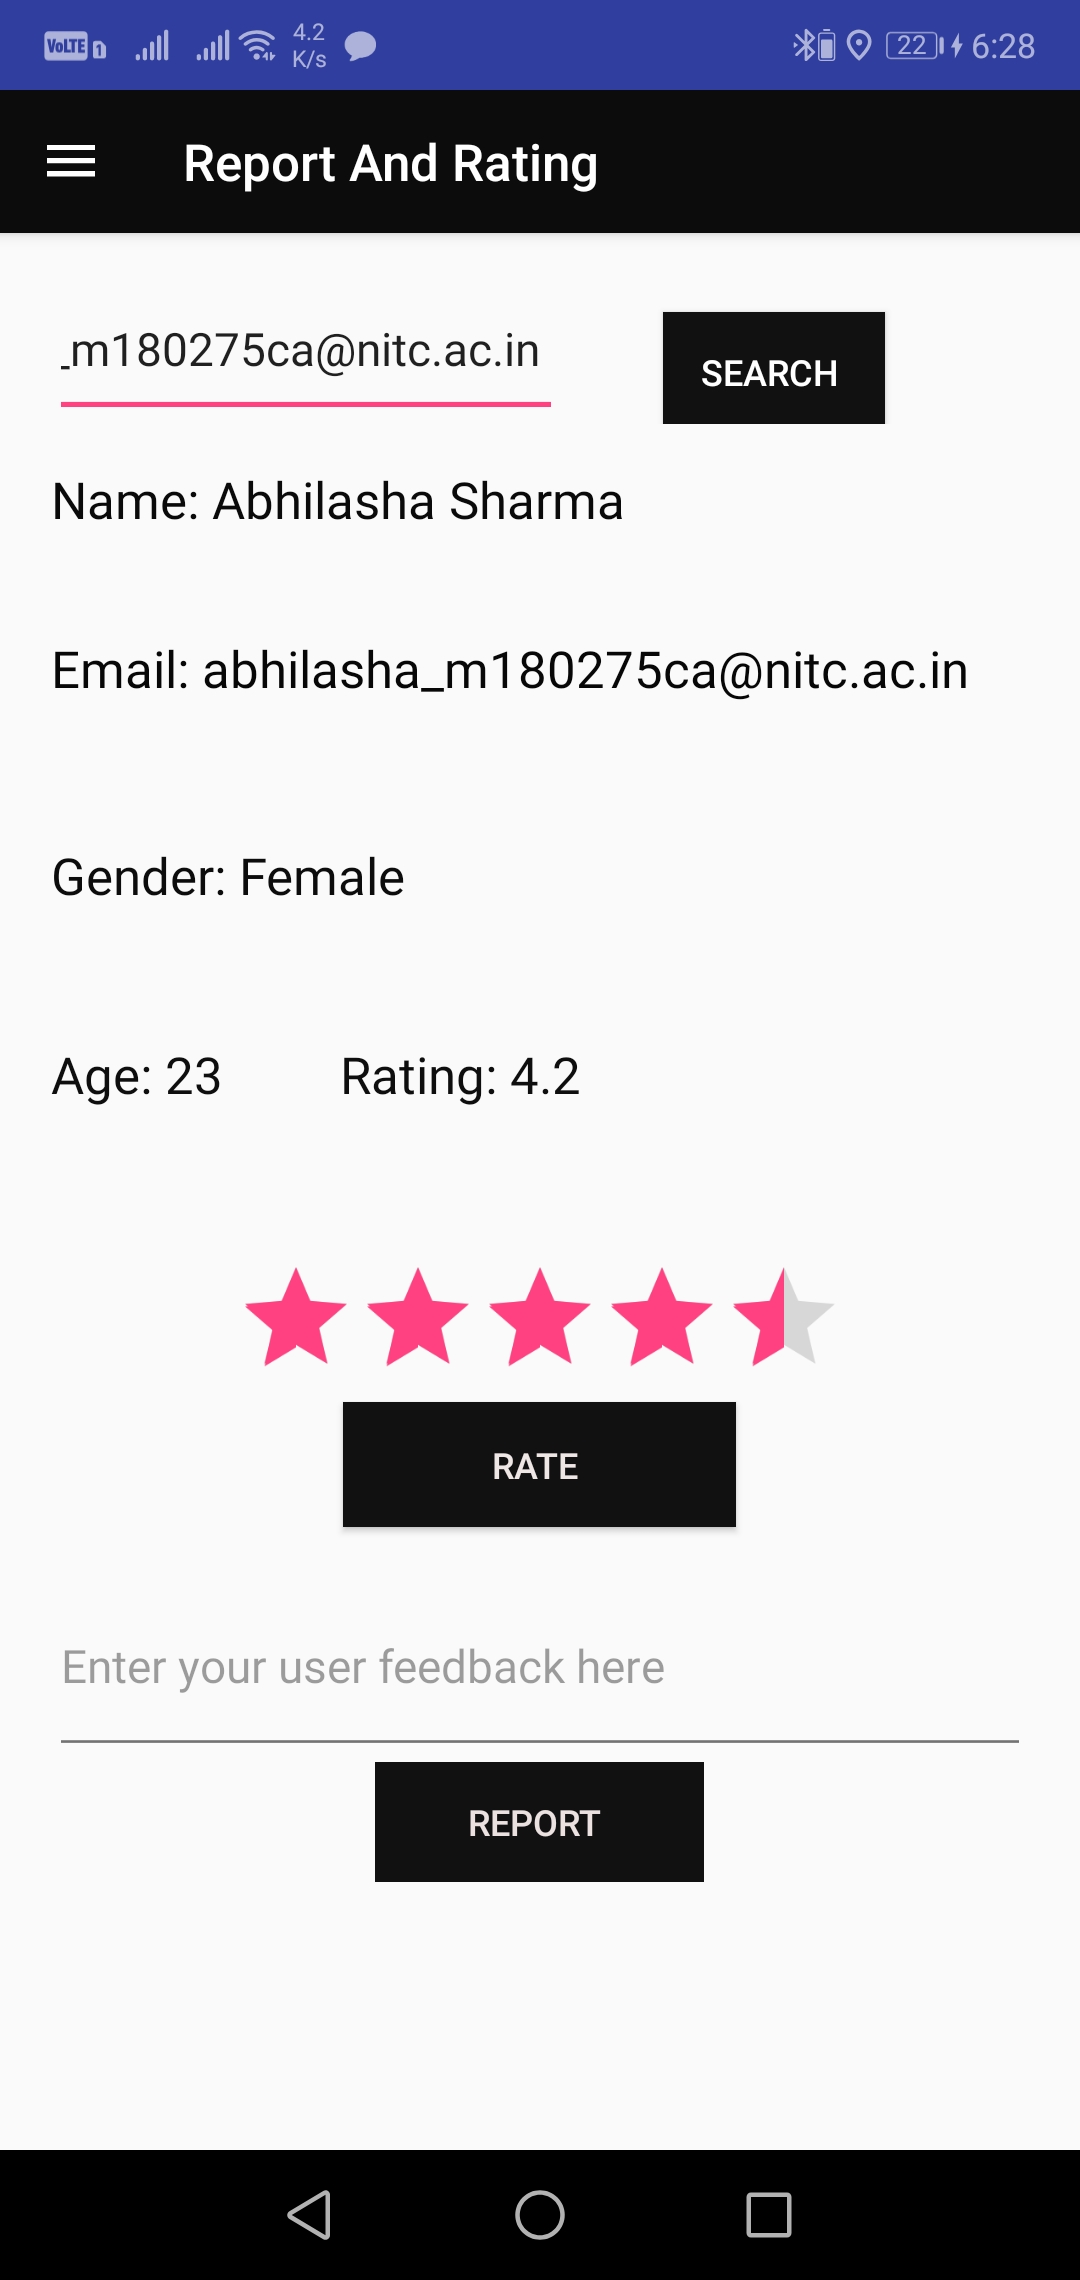 VoLTE 1 4.2 K/s 22 6:28
Report And Rating
_m180275ca@nitc.ac.in SEARCH
Name: Abhilasha Sharma
Email: abhilasha_m180275ca@nitc.ac.in
Gender: Female
Age: 23 Rating: 4.2
RATE
Enter your user feedback here
REPORT